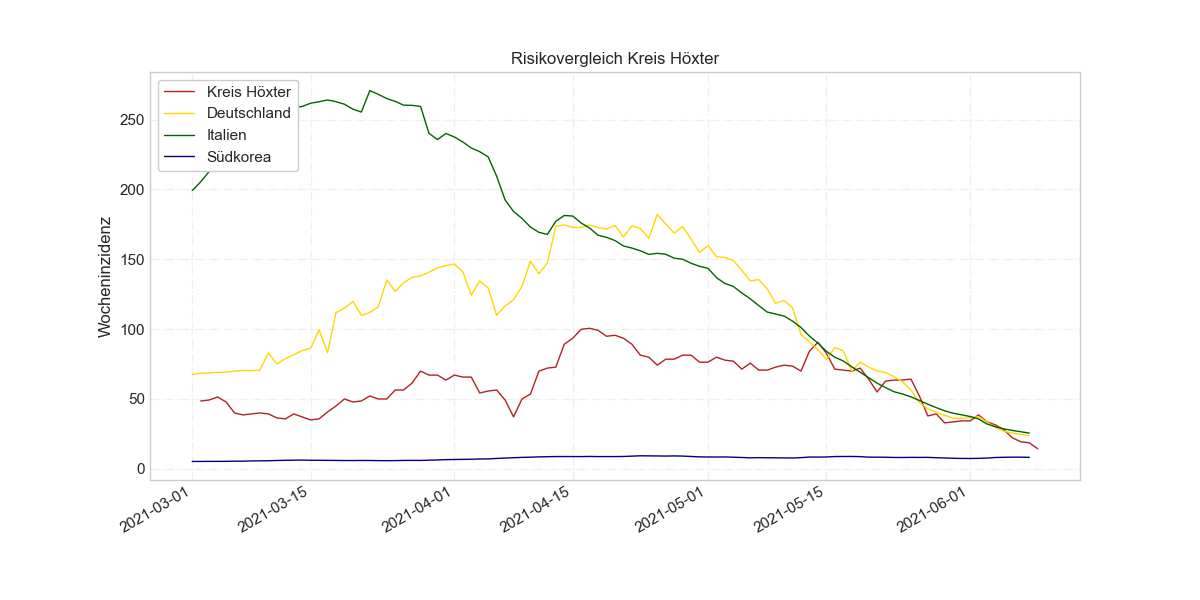 Risikovergleich Kreis Höxter
Kreis Höxter
Deutschland
Italien
Südkorea
Wocheninzidenz
250
200
150
100
50
0
2021-03-01
2021-03-15
2021-04-01
2021-04-15
2021-05-01
2021-05-15
2021-06-01